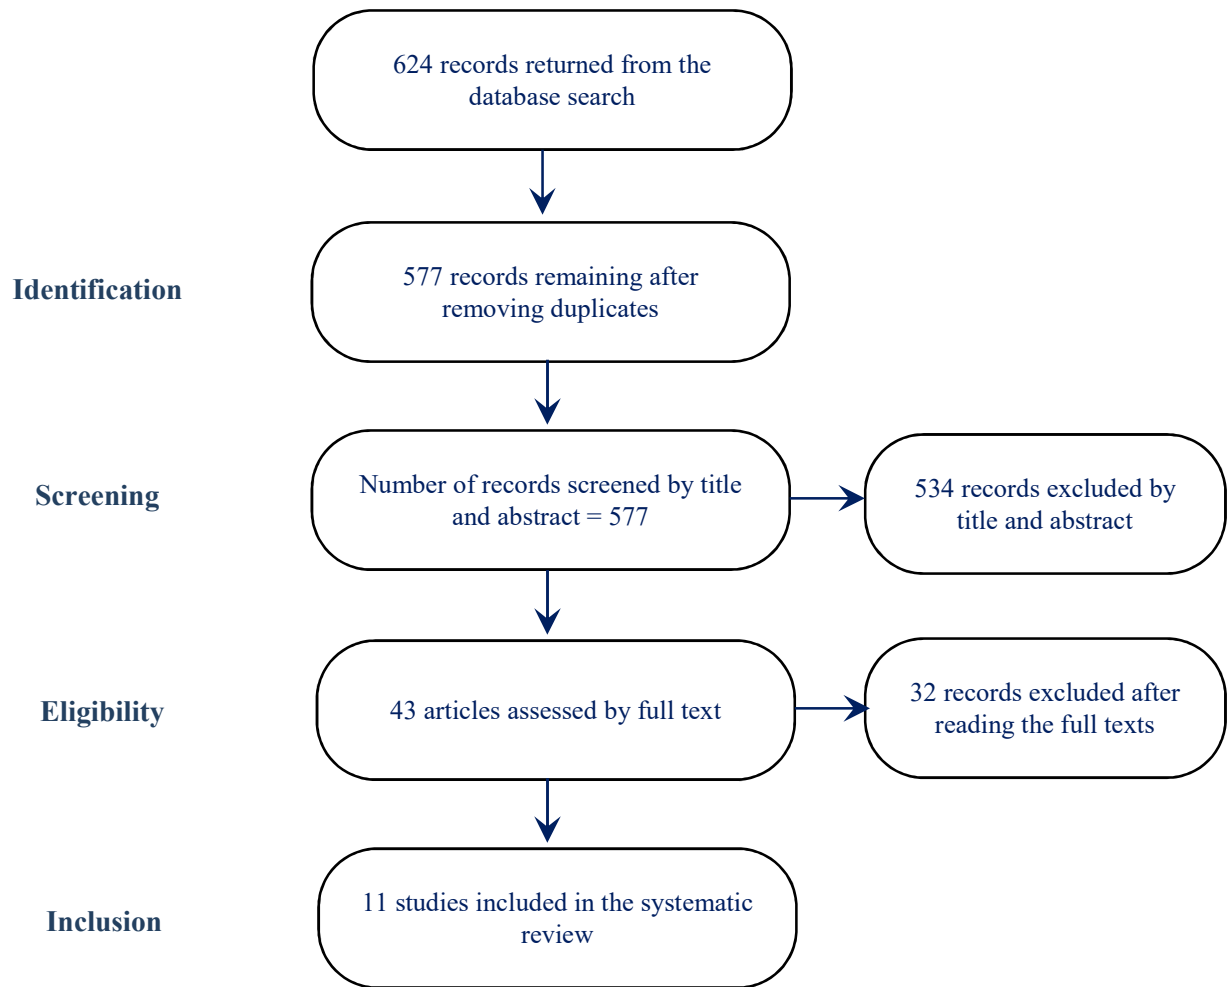 624 records returned from the
database search
Identification
577 records remaining after
removing duplicates
Screening
Number of records screened by title
and abstract = 577
534 records excluded by
title and abstract
Eligibility
43 articles assessed by full text
32 records excluded after
reading the full texts
Inclusion
11 studies included in the systematic
review